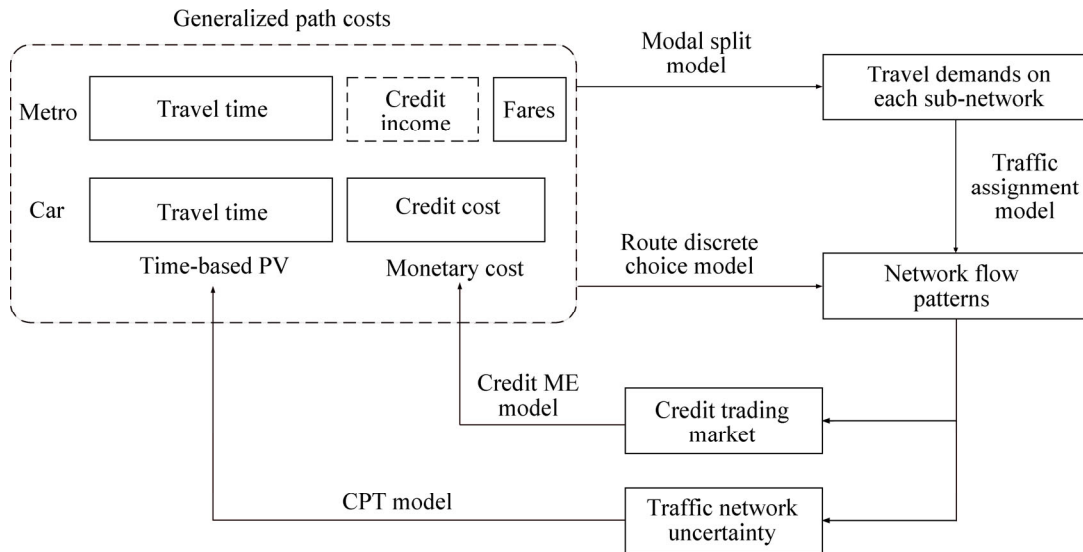 Generalized path costs
Metro
Travel time
Credit
income
Fares
Car
Travel time
Credit cost
Time-based PV
Monetary cost
Modal split
model
Travel demands on
each sub-network
Traffic
assignment
model
Route discrete
choice model
Network flow
patterns
Credit ME
model
Credit trading
market
CPT model
Traffic network
uncertainty